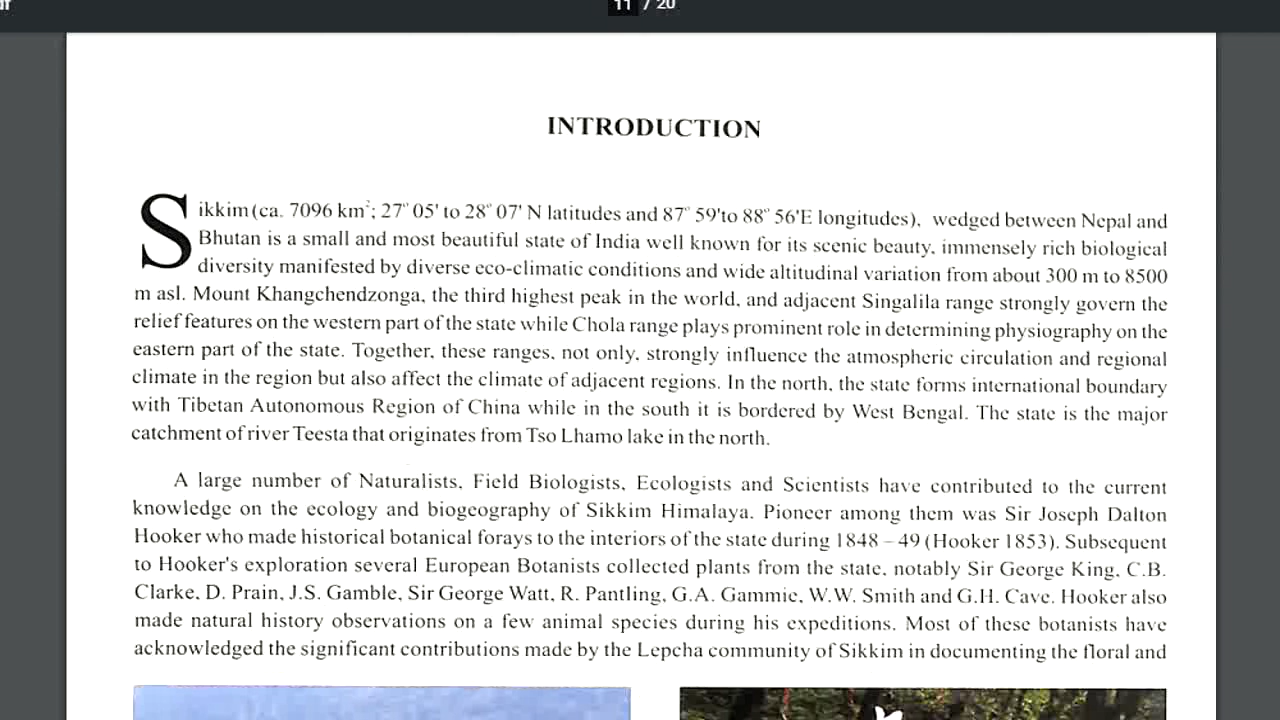 11 / 20
INTRODUCTION
Sikkim (ca. 7096 km²; 27° 05' to 28° 07' N latitudes and 87° 59'to 88° 56'E longitudes), wedged between Nepal and
Bhutan is a small and most beautiful state of India well known for its scenic beauty, immensely rich biological
diversity manifested by diverse eco-climatic conditions and wide altitudinal variation from about 300 m to 8500
m asl. Mount Khangchendzonga, the third highest peak in the world, and adjacent Singalila range strongly govern the
relief features on the western part of the state while Chola range plays prominent role in determining physiography on the
eastern part of the state. Together, these ranges, not only, strongly influence the atmospheric circulation and regional
climate in the region but also affect the climate of adjacent regions. In the north, the state forms international boundary
with Tibetan Autonomous Region of China while in the south it is bordered by West Bengal. The state is the major
catchment of river Teesta that originates from Tso Lhamo lake in the north.
A large number of Naturalists, Field Biologists, Ecologists and Scientists have contributed to the current
knowledge on the ecology and biogeography of Sikkim Himalaya. Pioneer among them was Sir Joseph Dalton
Hooker who made historical botanical forays to the interiors of the state during 1848 – 49 (Hooker 1853). Subsequent
to Hooker's exploration several European Botanists collected plants from the state, notably Sir George King, C.B.
Clarke, D. Prain, J.S. Gamble, Sir George Watt, R. Pantling, G.A. Gammie, W.W. Smith and G.H. Cave. Hooker also
made natural history observations on a few animal species during his expeditions. Most of these botanists have
acknowledged the significant contributions made by the Lepcha community of Sikkim in documenting the floral and